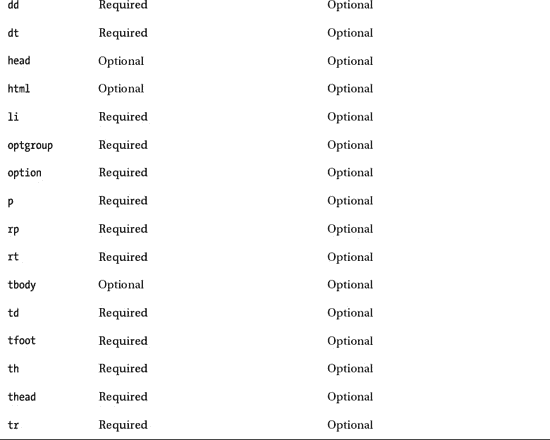 dd Required Optional
dt Required Optional
head Optional Optional
html Optional Optional
li Required Optional
optgroup Required Optional
option Required Optional
p Required Optional
rp Required Optional
rt Required Optional
tbody Optional Optional
td Required Optional
tfoot Required Optional
th Required Optional
thead Required Optional
tr Required Optional